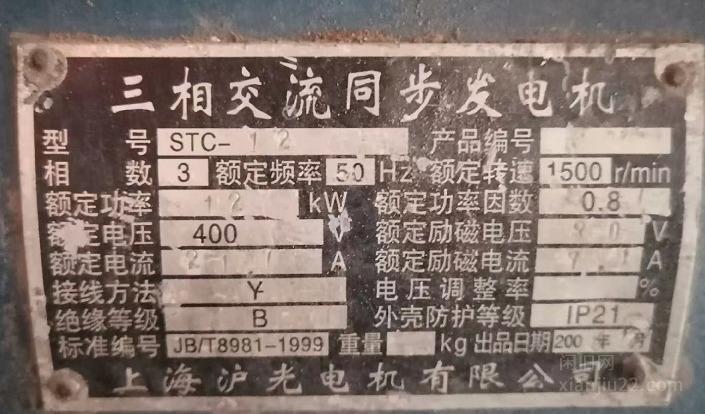 三相交流同步发电机
型号 STC-12 产品编号
相数 3 额定频率 50 Hz 额定转速 1500 r/min
额定功率 12 kW 额定功率因数 0.8
额定电压 400 V 额定励磁电压 V
额定电流 A 额定励磁电流 A
接线方法 Y 电压调整率 %
绝缘等级 B 外壳防护等级 IP21
标准编号 JB/T8981-1999 重量 kg 出品日期 200 年 月
上海沪光电机有限公司
闲旧网
xianjiu22.com